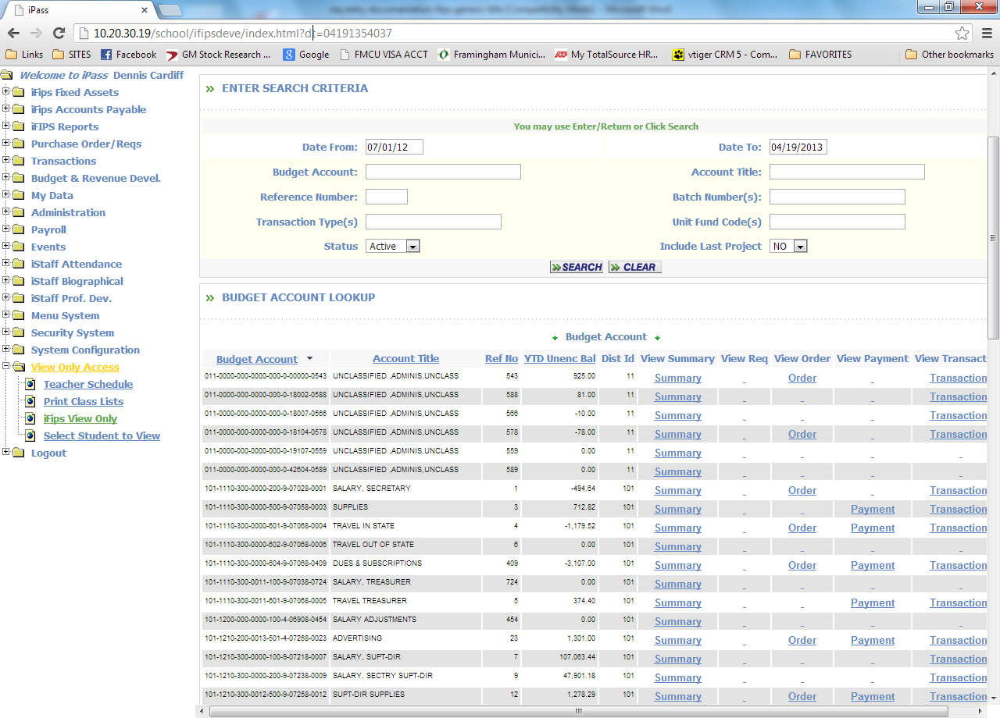 iPass
req entry documentation ifips generic title [Compatibility Mode] - Microsoft Word
10.20.30.19/school/ifipsdeve/index.html?dt=04191354037
Links SITES Facebook GM Stock Research ... Google FMCU VISA ACCT Framingham Munici... My TotalSource HR... vtiger CRM 5 - Com... FAVORITES Other bookmarks
Welcome to iPass Dennis Cardiff
iFips Fixed Assets
iFips Accounts Payable
iFIPS Reports
Purchase Order/Reqs
Transactions
Budget & Revenue Devel.
My Data
Administration
Payroll
Events
iStaff Attendance
iStaff Biographical
iStaff Prof. Dev.
Menu System
Security System
System Configuration
View Only Access
Teacher Schedule
Print Class Lists
iFips View Only
Select Student to View
Logout
ENTER SEARCH CRITERIA
You may use Enter/Return or Click Search
Date From: 07/01/12 Date To: 04/19/2013
Budget Account: Account Title:
Reference Number: Batch Number(s):
Transaction Type(s) Unit Fund Code(s)
Status Active Include Last Project NO
SEARCH CLEAR
BUDGET ACCOUNT LOOKUP
Budget Account
Budget Account Account Title Ref No YTD Unenc Bal Dist Id View Summary View Req View Order View Payment View Transact
011-0000-000-0000-000-0-00000-0543 UNCLASSIFIED ,ADMINIS,UNCLASS 543 925.00 11 Summary Order Transaction
011-0000-000-0000-000-0-18002-0588 UNCLASSIFIED ,ADMINIS,UNCLASS 588 81.00 11 Summary Transaction
011-0000-000-0000-000-0-18007-0566 UNCLASSIFIED ,ADMINIS,UNCLASS 566 -10.00 11 Summary Transaction
011-0000-000-0000-000-0-18104-0578 UNCLASSIFIED ,ADMINIS,UNCLASS 578 -78.00 11 Summary Order Transaction
011-0000-000-0000-000-0-19107-0559 UNCLASSIFIED ,ADMINIS,UNCLASS 559 0.00 11 Summary
011-0000-000-0000-000-0-42604-0589 UNCLASSIFIED ,ADMINIS,UNCLASS 589 0.00 11 Summary
101-1110-300-0000-200-9-07028-0001 SALARY, SECRETARY 1 -494.64 101 Summary Order Transaction
101-1110-300-0000-500-9-07058-0003 SUPPLIES 3 712.82 101 Summary Payment Transaction
101-1110-300-0000-601-9-07068-0004 TRAVEL IN STATE 4 -1,179.52 101 Summary Order Payment Transaction
101-1110-300-0000-602-9-07068-0006 TRAVEL OUT OF STATE 6 0.00 101 Summary
101-1110-300-0000-604-9-07068-0409 DUES & SUBSCRIPTIONS 409 -3,107.00 101 Summary Order Payment Transaction
101-1110-300-0011-100-9-07038-0724 SALARY, TREASURER 724 0.00 101 Summary
101-1110-300-0011-601-9-07068-0005 TRAVEL TREASURER 5 374.40 101 Summary Payment Transaction
101-1200-000-0000-100-4-06908-0454 SALARY ADJUSTMENTS 454 0.00 101 Summary
101-1210-200-0013-501-4-07268-0023 ADVERTISING 23 1,301.00 101 Summary Order Payment Transaction
101-1210-300-0000-100-9-07218-0007 SALARY, SUPT-DIR 7 107,063.44 101 Summary Transaction
101-1210-300-0000-200-9-07238-0009 SALARY, SECTRY SUPT-DIR 9 47,901.18 101 Summary Transaction
101-1210-300-0012-500-9-07258-0012 SUPT-DIR SUPPLIES 12 1,278.29 101 Summary Order Payment Transaction